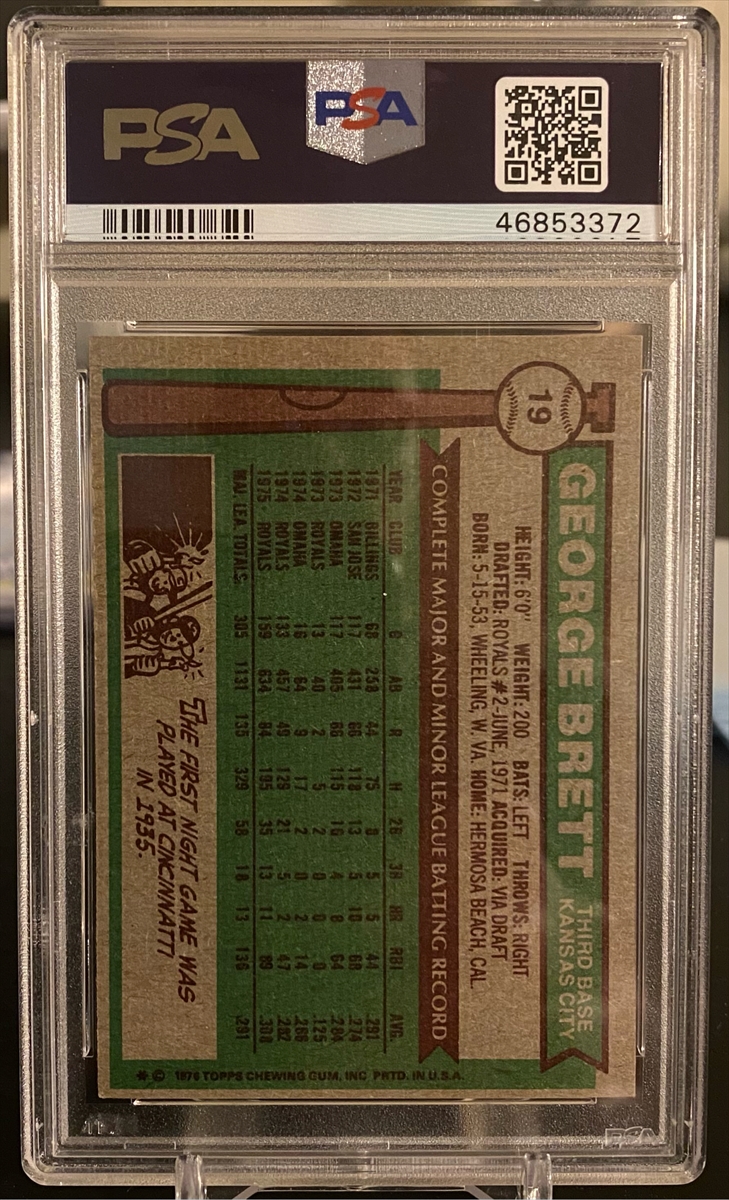 PSA
PSA
46853372
19
GEORGE BRETT
THIRD BASE
KANSAS CITY
HEIGHT: 6'0" WEIGHT: 200 BATS: LEFT THROWS: RIGHT
DRAFTED: ROYALS #2-JUNE, 1971 ACQUIRED: VIA DRAFT
BORN: 5-15-53, WHEELING, W. VA. HOME: HERMOSA BEACH, CAL.
COMPLETE MAJOR AND MINOR LEAGUE BATTING RECORD
YEAR CLUB G AB R H 2B 3B HR RBI AVG.
1971 BILLINGS 68 258 44 75 8 5 5 44 .291
1972 SAN JOSE 117 431 66 118 13 5 10 68 .274
1973 OMAHA 117 405 66 115 16 4 8 64 .284
1973 ROYALS 13 40 2 5 2 0 0 0 .125
1974 OMAHA 16 64 9 17 2 0 2 14 .266
1974 ROYALS 133 457 49 129 21 5 2 47 .282
1975 ROYALS 159 634 84 195 35 13 11 89 .308
MAJ. LEA. TOTALS 305 1131 135 329 58 18 13 136 .291
THE FIRST NIGHT GAME WAS
PLAYED AT CINCINNATTI
IN 1935.
* © 1976 TOPPS CHEWING GUM, INC PRTD. IN U.S.A.
PSA